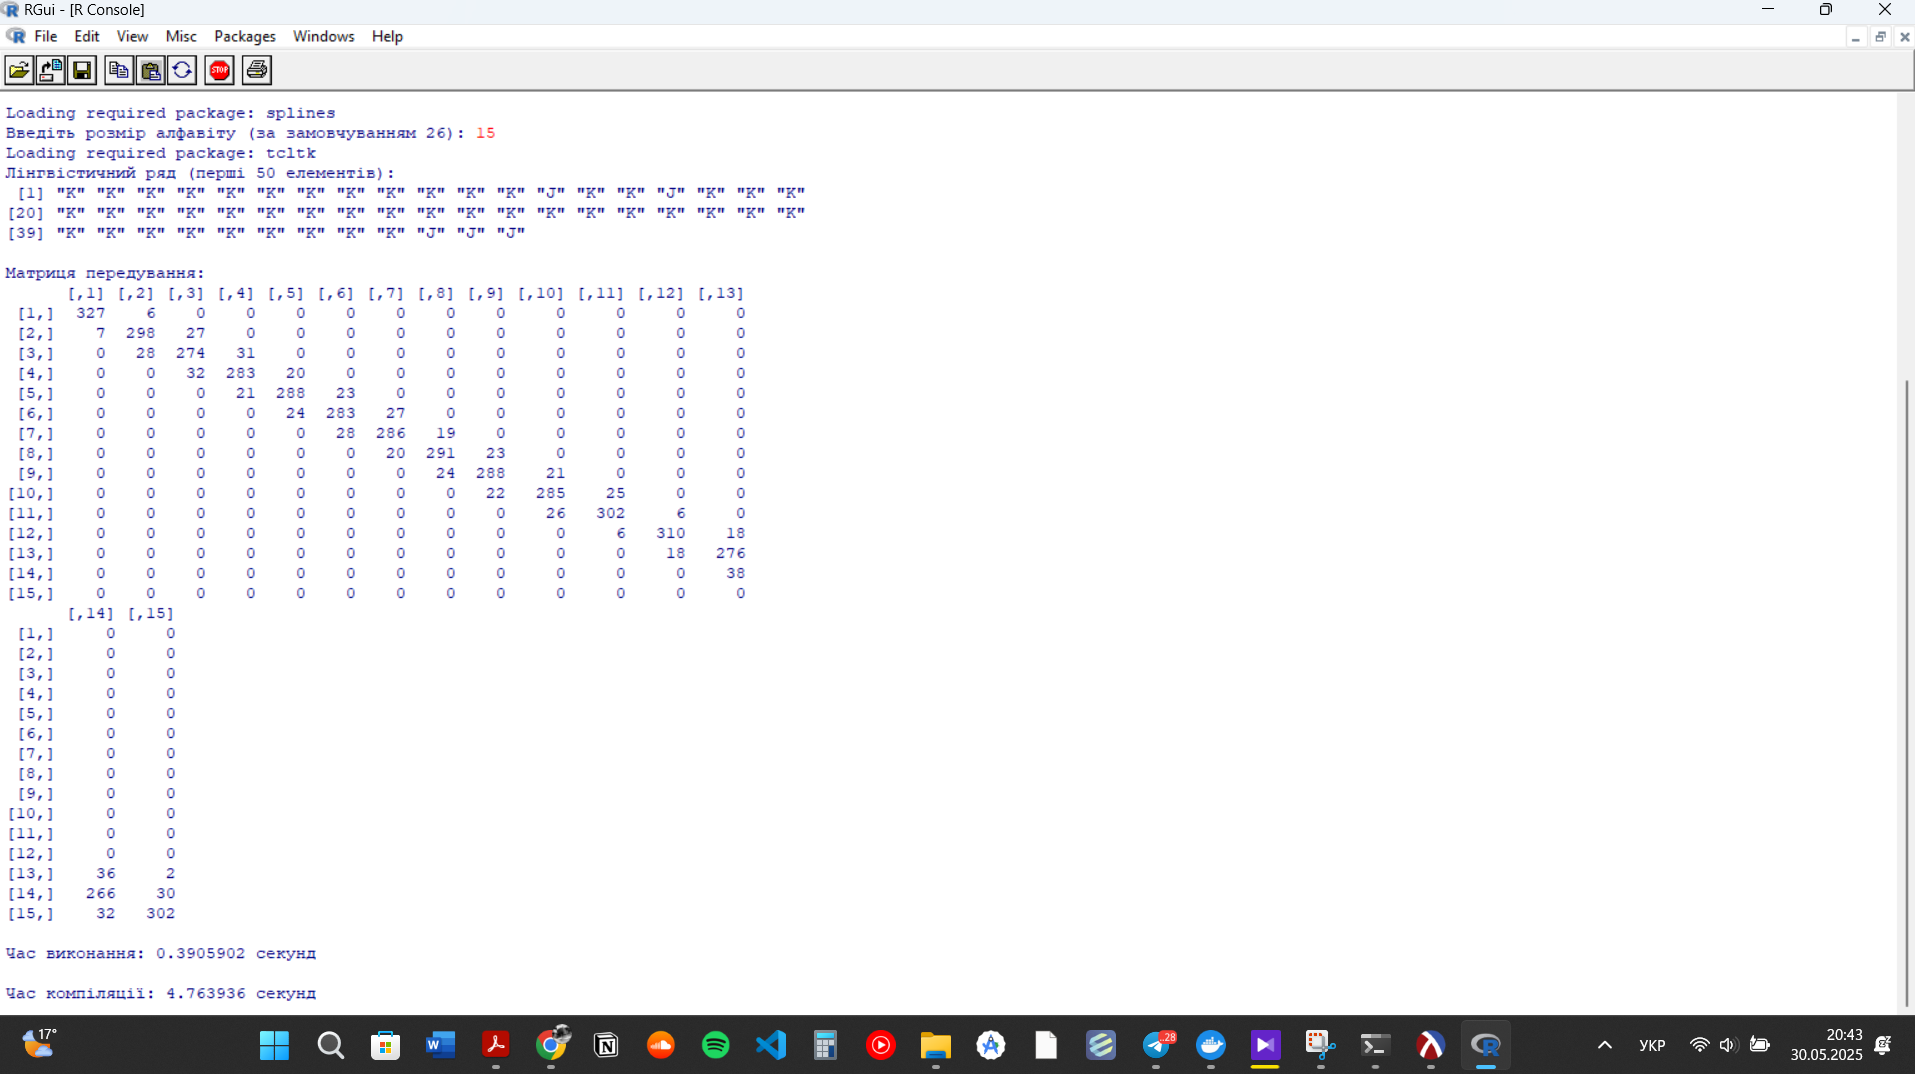 RGui - [R Console]
File Edit View Misc Packages Windows Help
STOP
Loading required package: splines
Введіть розмір алфавіту (за замовчуванням 26): 15
Loading required package: tcltk
Лінгвістичний ряд (перші 50 елементів):
[1] "K" "K" "K" "K" "K" "K" "K" "K" "K" "K" "K" "K" "J" "K" "K" "J" "K" "K" "K"
[20] "K" "K" "K" "K" "K" "K" "K" "K" "K" "K" "K" "K" "K" "K" "K" "K" "K" "K" "K"
[39] "K" "K" "K" "K" "K" "K" "K" "K" "K" "J" "J" "J"
Матриця передування:
[,1] [,2] [,3] [,4] [,5] [,6] [,7] [,8] [,9] [,10] [,11] [,12] [,13]
[1,] 327 6 0 0 0 0 0 0 0 0 0 0 0
[2,] 7 298 27 0 0 0 0 0 0 0 0 0 0
[3,] 0 28 274 31 0 0 0 0 0 0 0 0 0
[4,] 0 0 32 283 20 0 0 0 0 0 0 0 0
[5,] 0 0 0 21 288 23 0 0 0 0 0 0 0
[6,] 0 0 0 0 24 283 27 0 0 0 0 0 0
[7,] 0 0 0 0 0 28 286 19 0 0 0 0 0
[8,] 0 0 0 0 0 0 20 291 23 0 0 0 0
[9,] 0 0 0 0 0 0 0 24 288 21 0 0 0
[10,] 0 0 0 0 0 0 0 0 22 285 25 0 0
[11,] 0 0 0 0 0 0 0 0 0 26 302 6 0
[12,] 0 0 0 0 0 0 0 0 0 0 6 310 18
[13,] 0 0 0 0 0 0 0 0 0 0 0 18 276
[14,] 0 0 0 0 0 0 0 0 0 0 0 0 38
[15,] 0 0 0 0 0 0 0 0 0 0 0 0 0
[,14] [,15]
[1,] 0 0
[2,] 0 0
[3,] 0 0
[4,] 0 0
[5,] 0 0
[6,] 0 0
[7,] 0 0
[8,] 0 0
[9,] 0 0
[10,] 0 0
[11,] 0 0
[12,] 0 0
[13,] 36 2
[14,] 266 30
[15,] 32 302
Час виконання: 0.3905902 секунд
Час компіляції: 4.763936 секунд
17°
28
УКР
20:43
30.05.2025